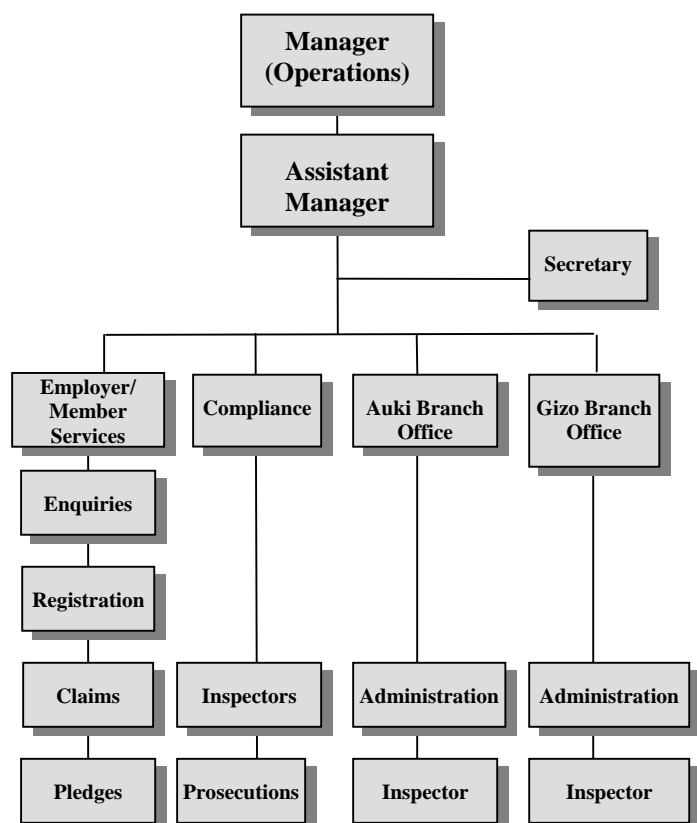 Manager
(Operations)
Assistant
Manager
Secretary
Employer/
Member
Services
Compliance
Auki Branch
Office
Gizo Branch
Office
Enquiries
Registration
Claims
Inspectors
Administration
Administration
Pledges
Prosecutions
Inspector
Inspector